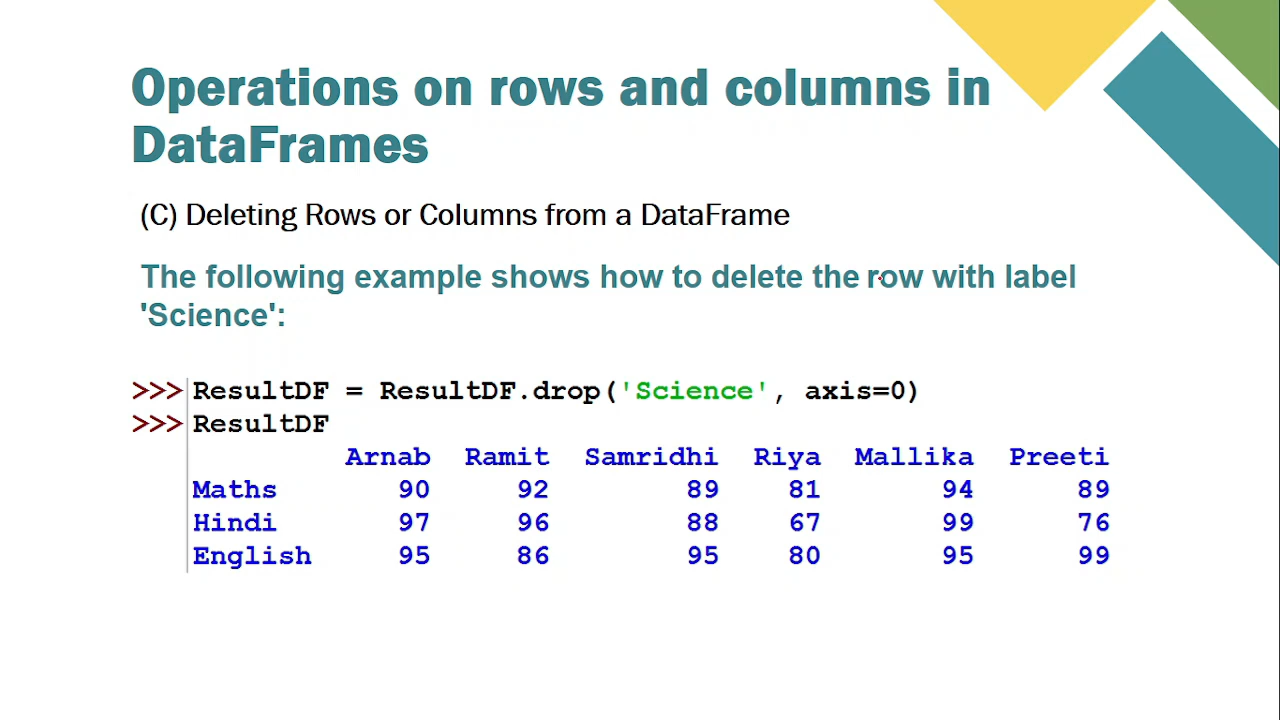 Operations on rows and columns in
DataFrames
(C) Deleting Rows or Columns from a DataFrame
The following example shows how to delete the row with label
'Science':
>>> ResultDF = ResultDF.drop('Science', axis=0)
>>> ResultDF
Arnab Ramit Samridhi Riya Mallika Preeti
Maths 90 92 89 81 94 89
Hindi 97 96 88 67 99 76
English 95 86 95 80 95 99